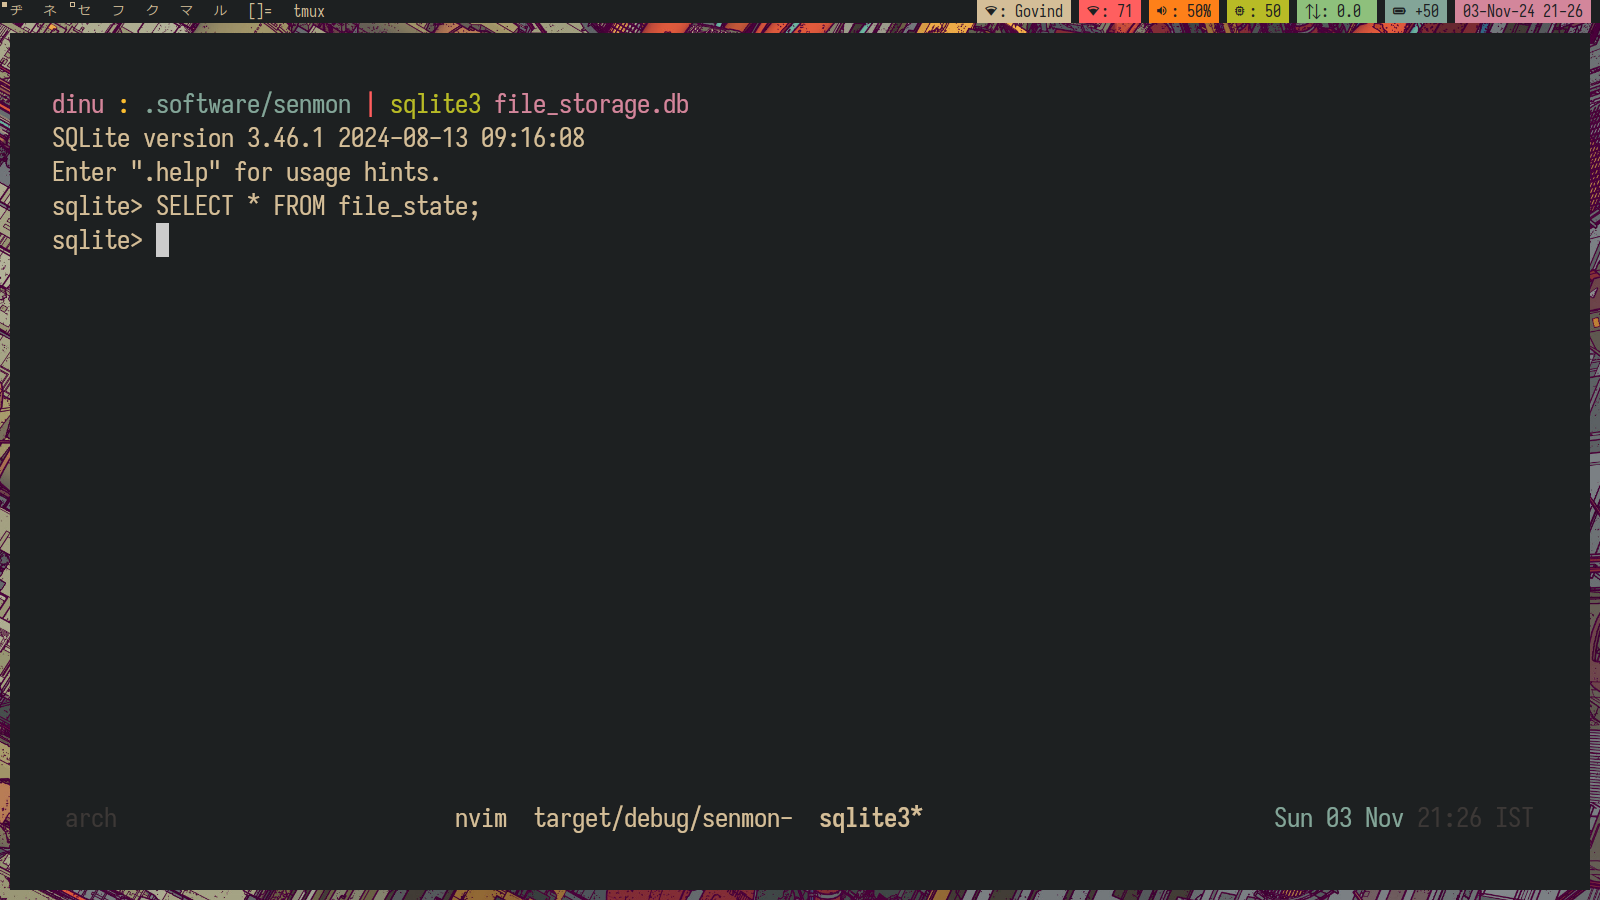 ヂ ネ セ フ ク マ ル []= tmux : Govind : 71 : 50% : 50 : 0.0 +50 03-Nov-24 21-26
dinu : .software/senmon | sqlite3 file_storage.db
SQLite version 3.46.1 2024-08-13 09:16:08
Enter ".help" for usage hints.
sqlite> SELECT * FROM file_state;
sqlite>
arch nvim target/debug/senmon- sqlite3* Sun 03 Nov 21:26 IST